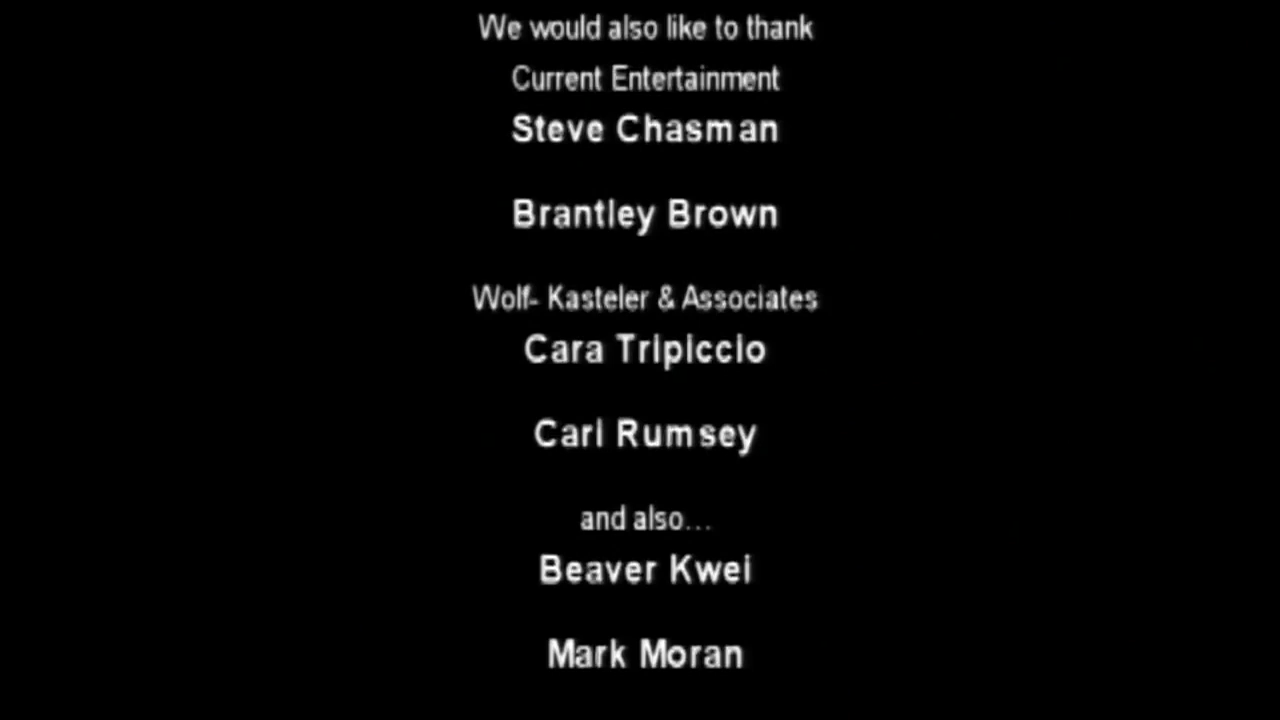 We would also like to thank
Current Entertainment
Steve Chasman
Brantley Brown
Wolf- Kasteler & Associates
Cara Tripiccio
Carl Rumsey
and also...
Beaver Kwei
Mark Moran